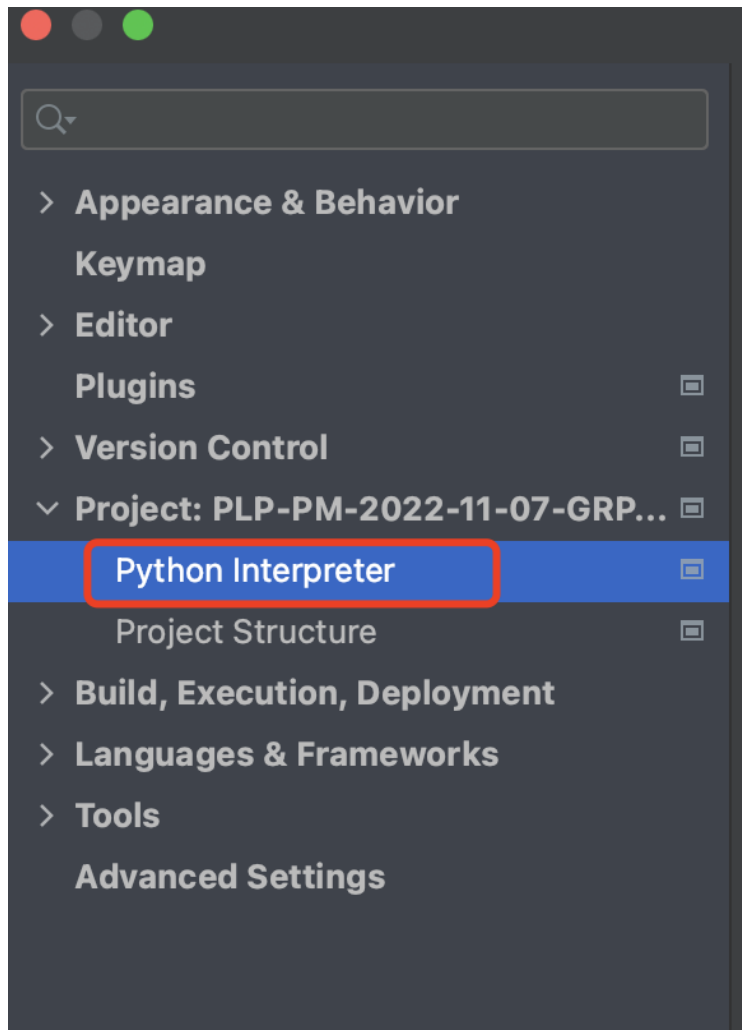 Appearance & Behavior
Keymap
Editor
Plugins
Version Control
Project: PLP-PM-2022-11-07-GRP...
Python Interpreter
Project Structure
Build, Execution, Deployment
Languages & Frameworks
Tools
Advanced Settings